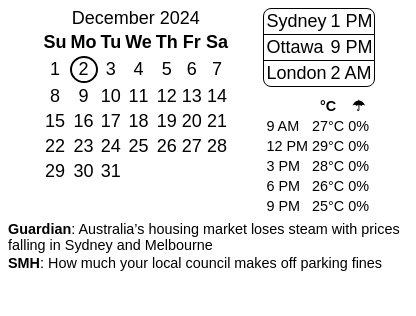 December 2024
Su Mo Tu We Th Fr Sa
1 2 3 4 5 6 7
8 9 10 11 12 13 14
15 16 17 18 19 20 21
22 23 24 25 26 27 28
29 30 31
Sydney 1 PM
Ottawa 9 PM
London 2 AM
°C ☂
9 AM 27°C 0%
12 PM 29°C 0%
3 PM 28°C 0%
6 PM 26°C 0%
9 PM 25°C 0%
Guardian: Australia’s housing market loses steam with prices
falling in Sydney and Melbourne
SMH: How much your local council makes off parking fines